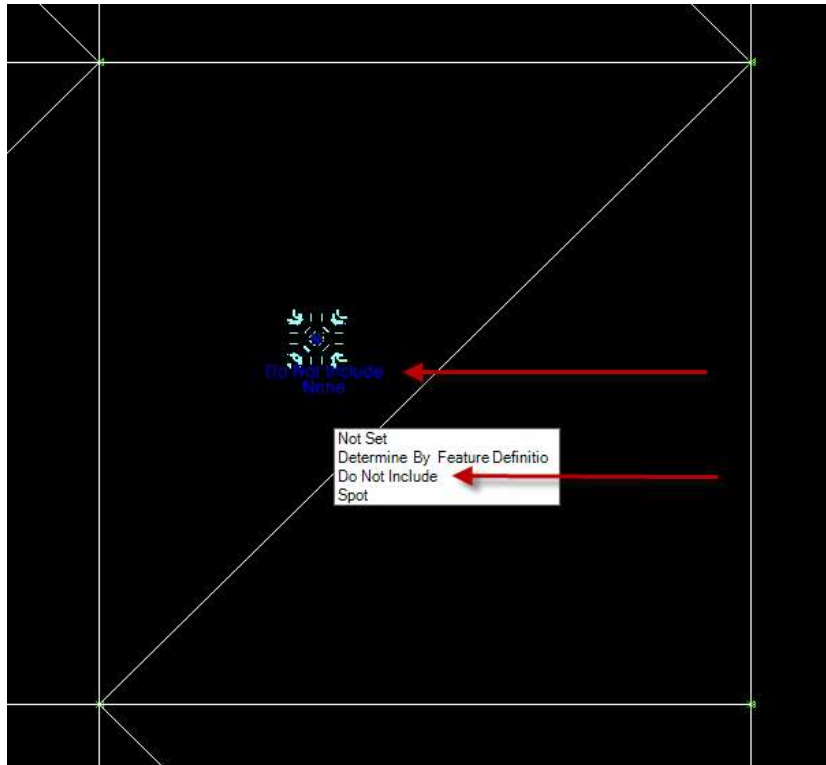 Do Not Include
None
Not Set
Determine By Feature Definitio
Do Not Include
Spot